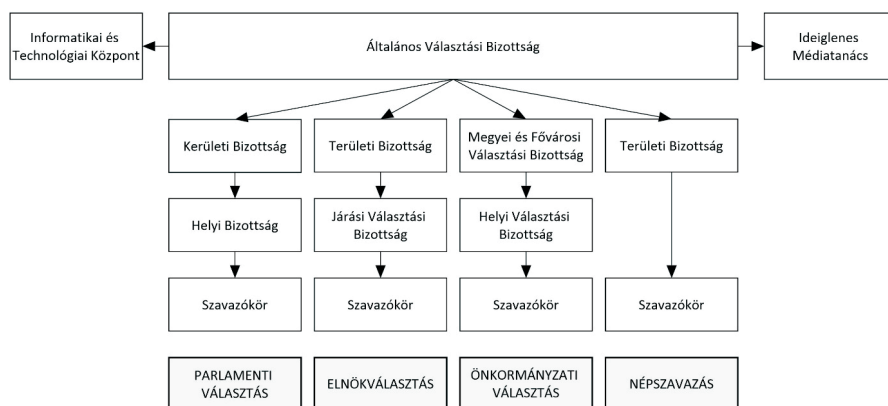 Informatikai és
Technológiai Központ
Általános Választási Bizottság
Ideiglenes
Médiatanács
Kerületi Bizottság
Területi Bizottság
Megyei és Fővárosi
Választási Bizottság
Területi Bizottság
Helyi Bizottság
Járási Választási
Bizottság
Helyi Választási
Bizottság
Szavazókör
Szavazókör
Szavazókör
Szavazókör
PARLAMENTI
VÁLASZTÁS
ELNÖKVÁLASZTÁS
ÖNKORMÁNYZATI
VÁLASZTÁS
NÉPSZAVAZÁS